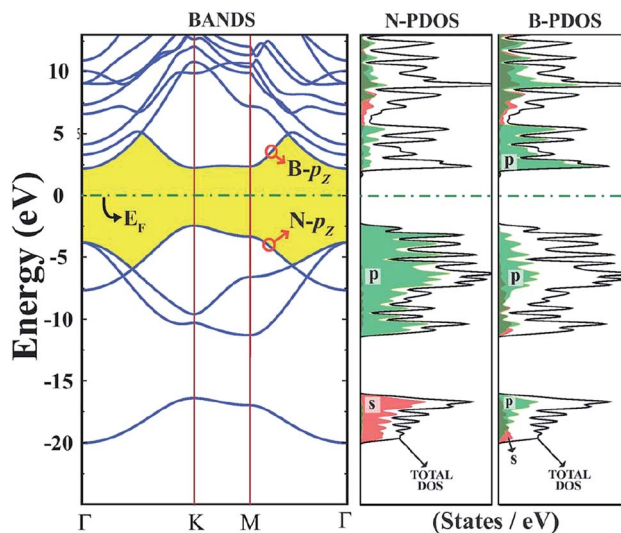 BANDS
N-PDOS
B-PDOS
Energy (eV)
10
5
0
-5
-10
-15
-20
B-pz
EF
N-pz
p
s
TOTAL
DOS
p
p
p
s
TOTAL
DOS
Γ
K
M
Γ
(States / eV)